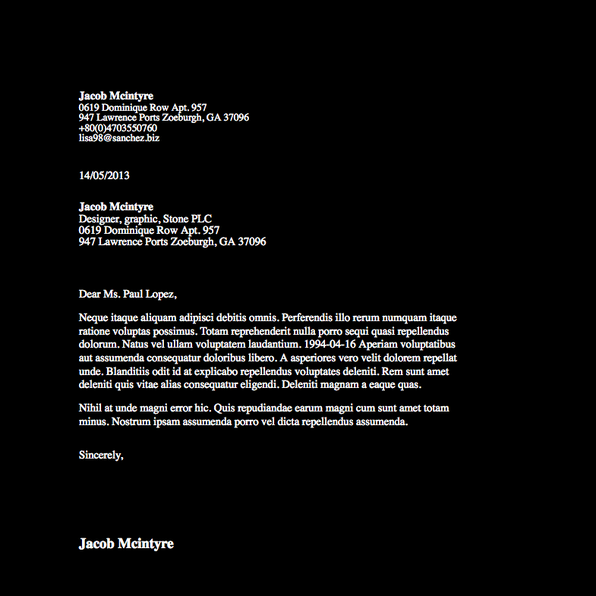 Jacob Mcintyre
0619 Dominique Row Apt. 957
947 Lawrence Ports Zoeburgh, GA 37096
+80(0)4703550760
lisa98@sanchez.biz
14/05/2013
Jacob Mcintyre
Designer, graphic, Stone PLC
0619 Dominique Row Apt. 957
947 Lawrence Ports Zoeburgh, GA 37096
Dear Ms. Paul Lopez,
Neque itaque aliquam adipisci debitis omnis. Perferendis illo rerum numquam itaque
ratione voluptas possimus. Totam reprehenderit nulla porro sequi quasi repellendus
dolorum. Natus vel ullam voluptatem laudantium. 1994-04-16 Aperiam voluptatibus
aut assumenda consequatur doloribus libero. A asperiores vero velit dolorem repellat
unde. Blanditiis odit id at explicabo repellendus voluptates deleniti. Rem sunt amet
deleniti quis vitae alias consequatur eligendi. Deleniti magnam a eaque quas.
Nihil at unde magni error hic. Quis repudiandae earum magni cum sunt amet totam
minus. Nostrum ipsam assumenda porro vel dicta repellendus assumenda.
Sincerely,
Jacob Mcintyre